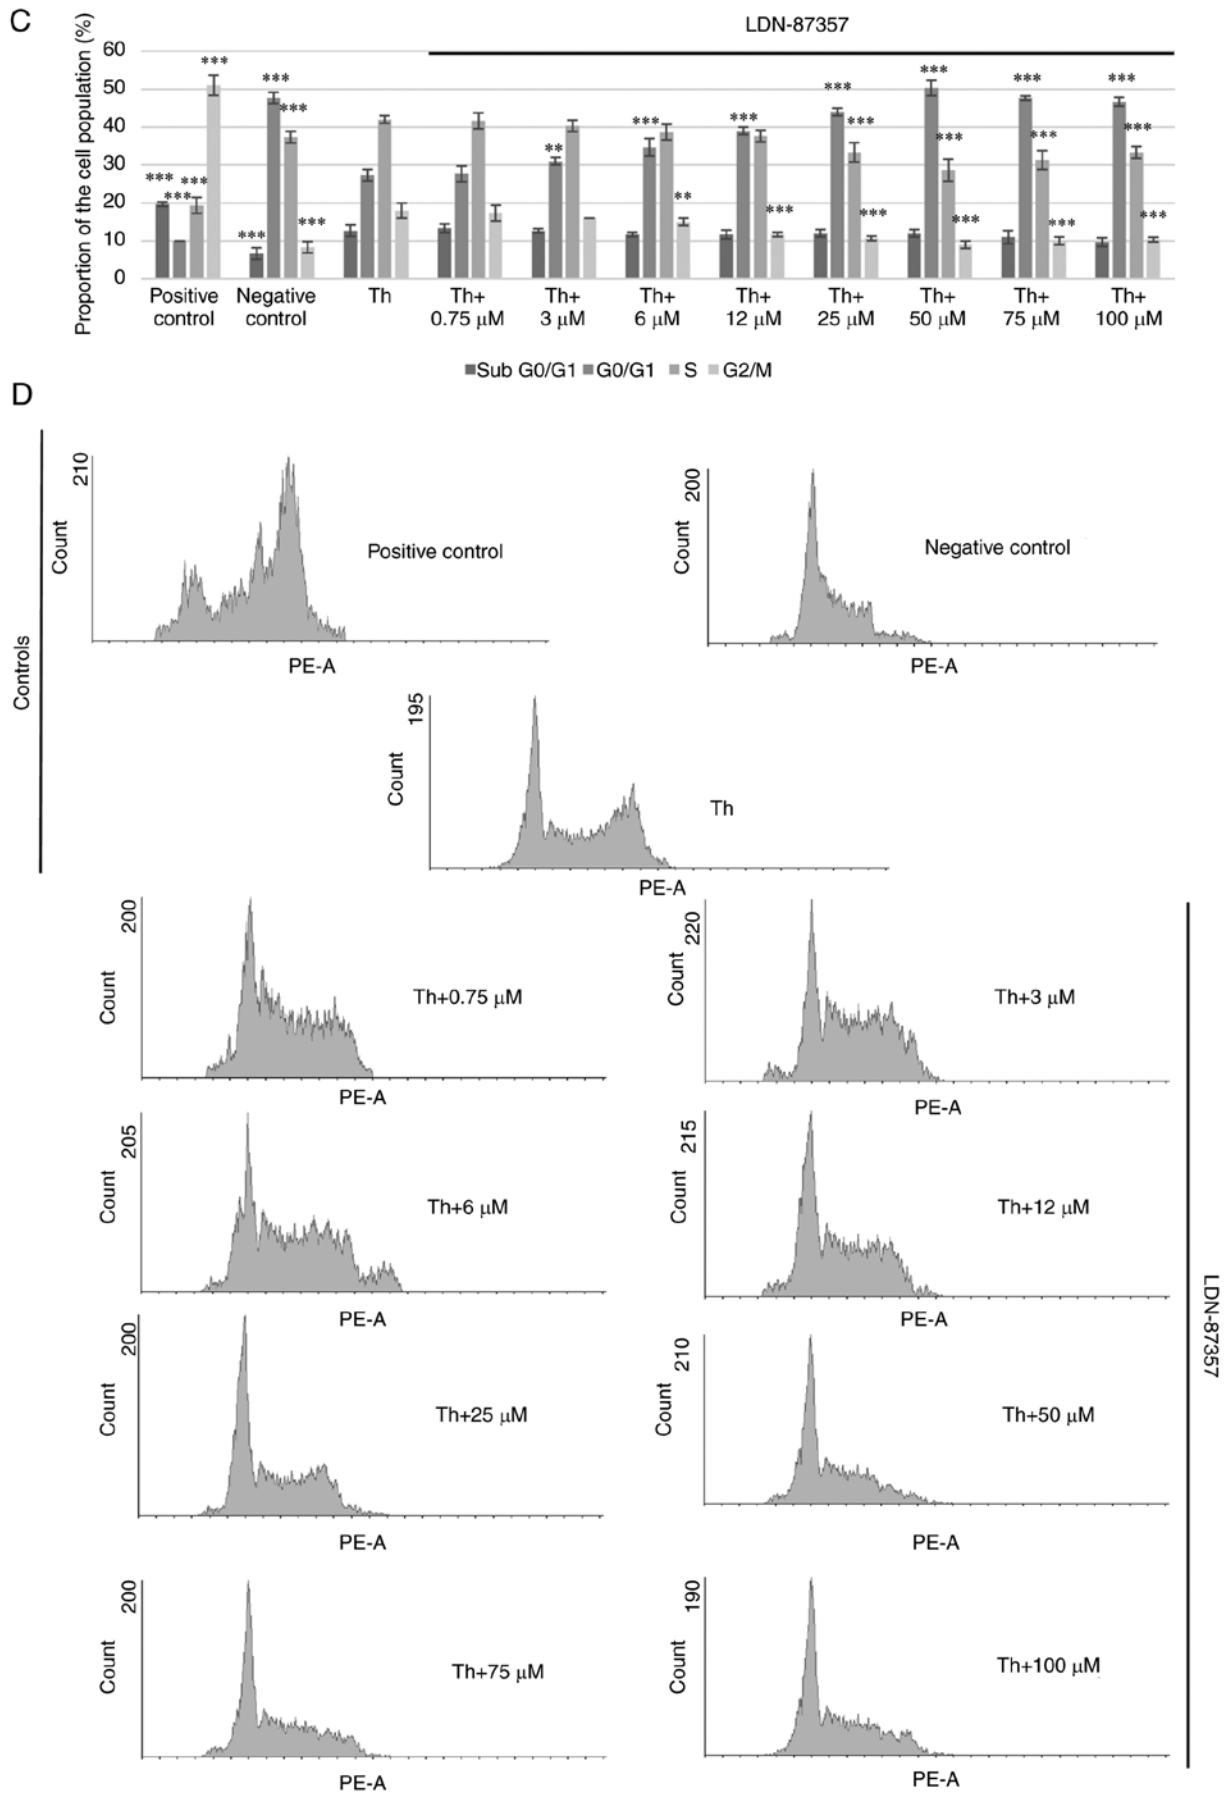 C
LDN-87357
Proportion of the cell population (%)
60
50
40
30
20
10
0
*** *** *** ***
*** *** *** ***
**
*** **
*** ***
*** *** ***
*** *** ***
*** *** ***
*** *** ***
Positive control
Negative control
Th
Th+ 0.75 μM
Th+ 3 μM
Th+ 6 μM
Th+ 12 μM
Th+ 25 μM
Th+ 50 μM
Th+ 75 μM
Th+ 100 μM
Sub G0/G1 G0/G1 S G2/M
D
Controls
210
Count
Positive control
PE-A
200
Count
Negative control
PE-A
195
Count
Th
PE-A
LDN-87357
200
Count
Th+0.75 μM
PE-A
220
Count
Th+3 μM
PE-A
205
Count
Th+6 μM
PE-A
215
Count
Th+12 μM
PE-A
200
Count
Th+25 μM
PE-A
210
Count
Th+50 μM
PE-A
200
Count
Th+75 μM
PE-A
190
Count
Th+100 μM
PE-A